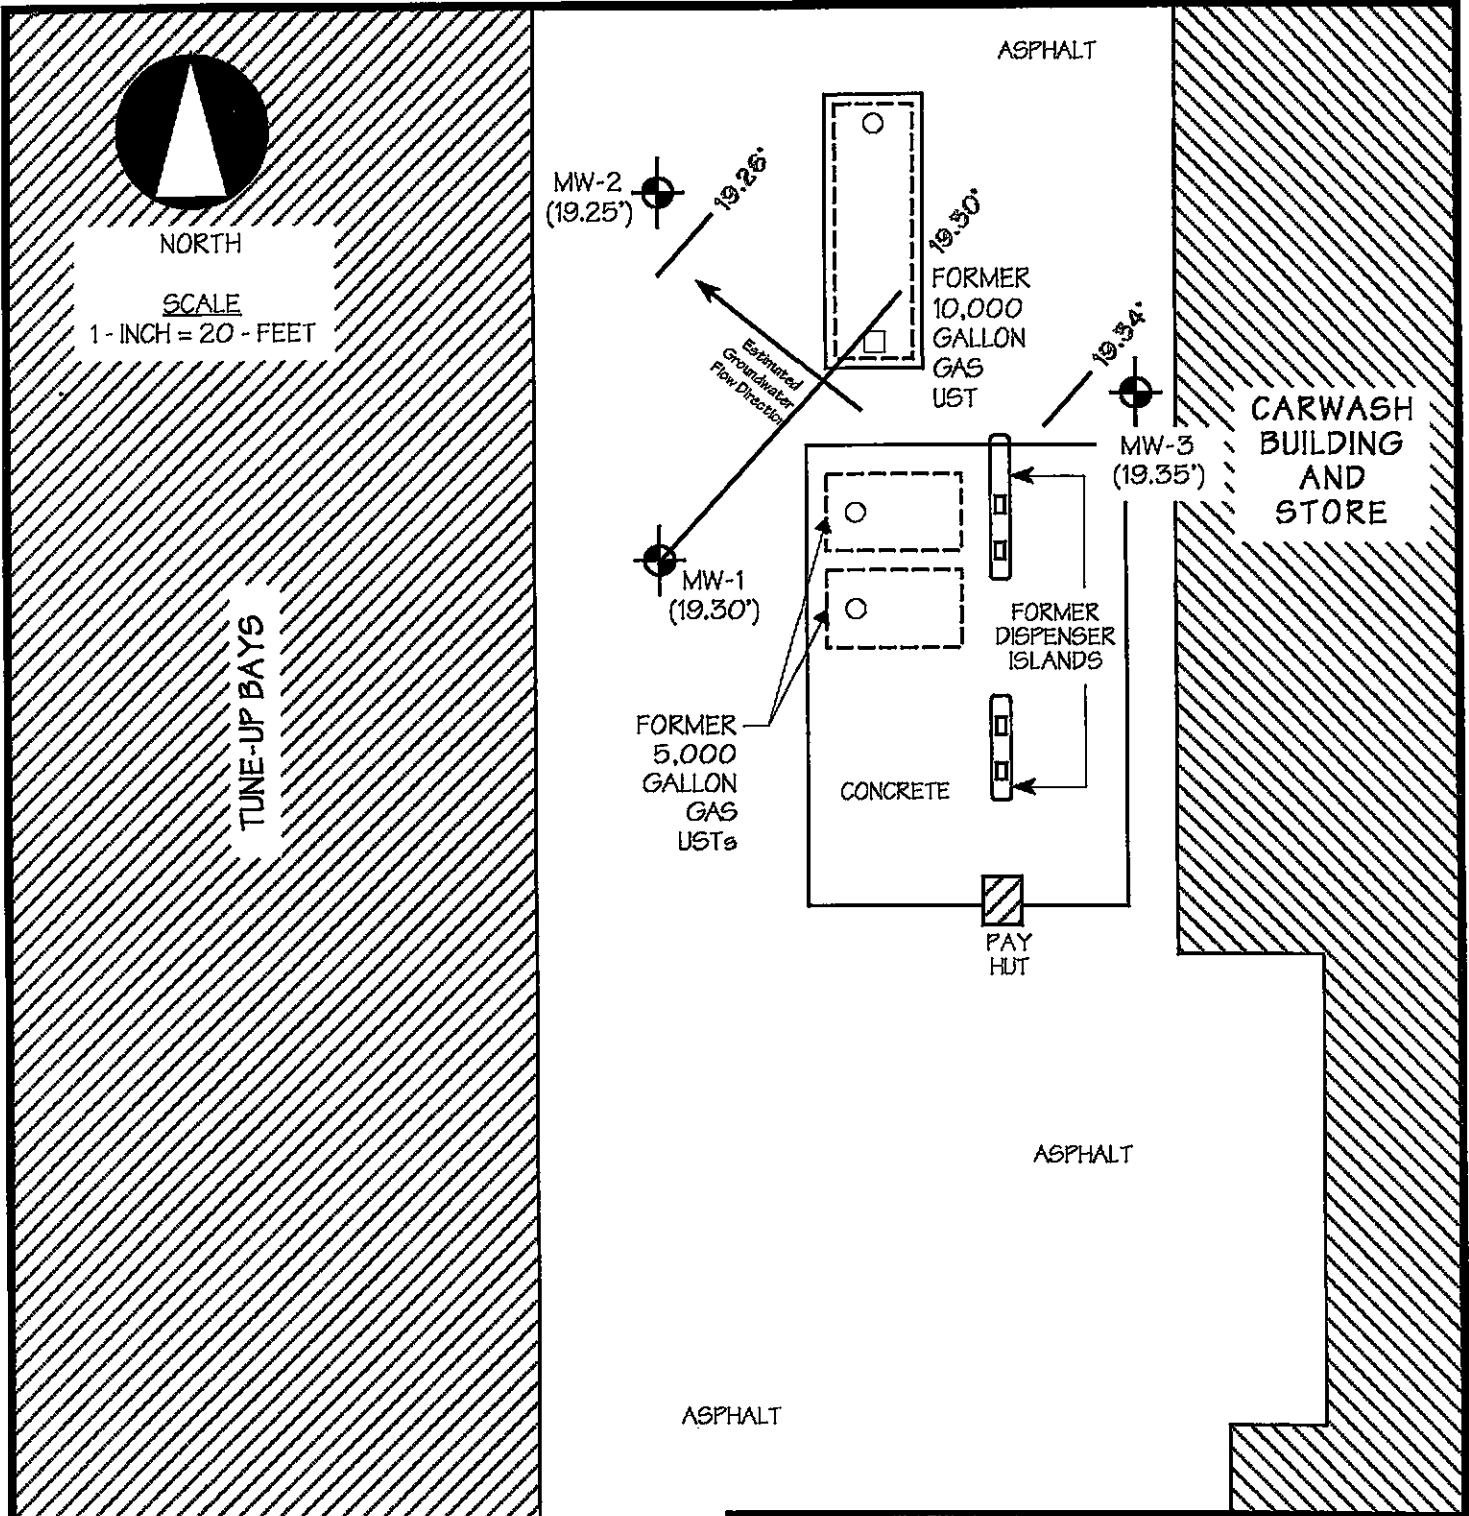 ASPHALT
NORTH
SCALE
1 - INCH = 20 - FEET
MW-2
(19.25')
19.26'
19.30'
FORMER
10,000
GALLON
GAS
UST
19.34'
Estimated
Groundwater
Flow Direction
MW-3
(19.35')
CARWASH
BUILDING
AND
STORE
MW-1
(19.30')
TUNE-UP BAYS
FORMER
DISPENSER
ISLANDS
FORMER
5,000
GALLON
GAS
USTs
CONCRETE
PAY
HUT
ASPHALT
ASPHALT